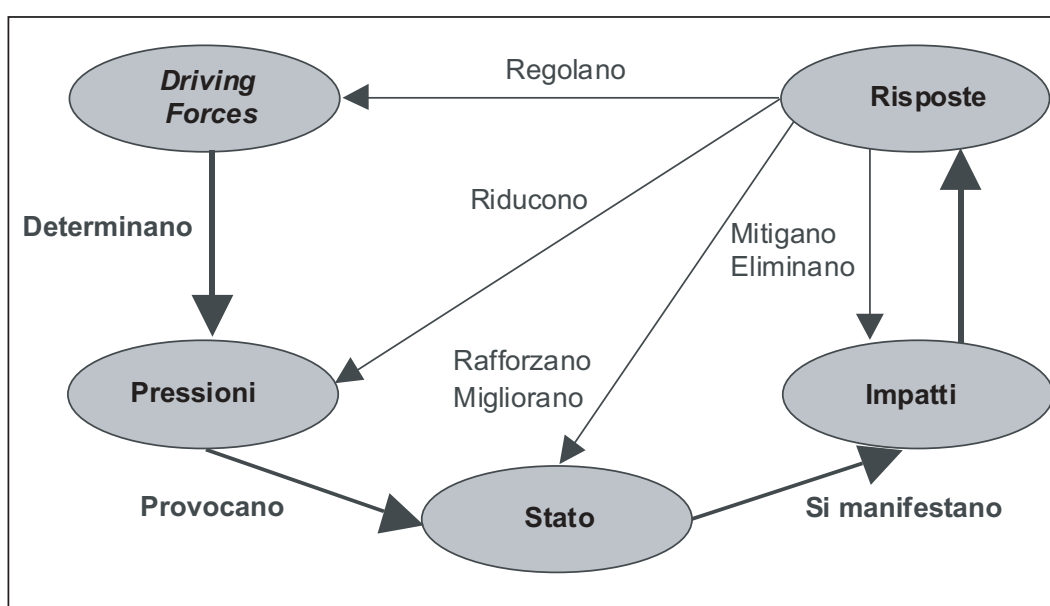 Driving
Forces
Regolano
Risposte
Determinano
Riducono
Mitigano
Eliminano
Rafforzano
Migliorano
Pressioni
Impatti
Provocano
Stato
Si manifestano